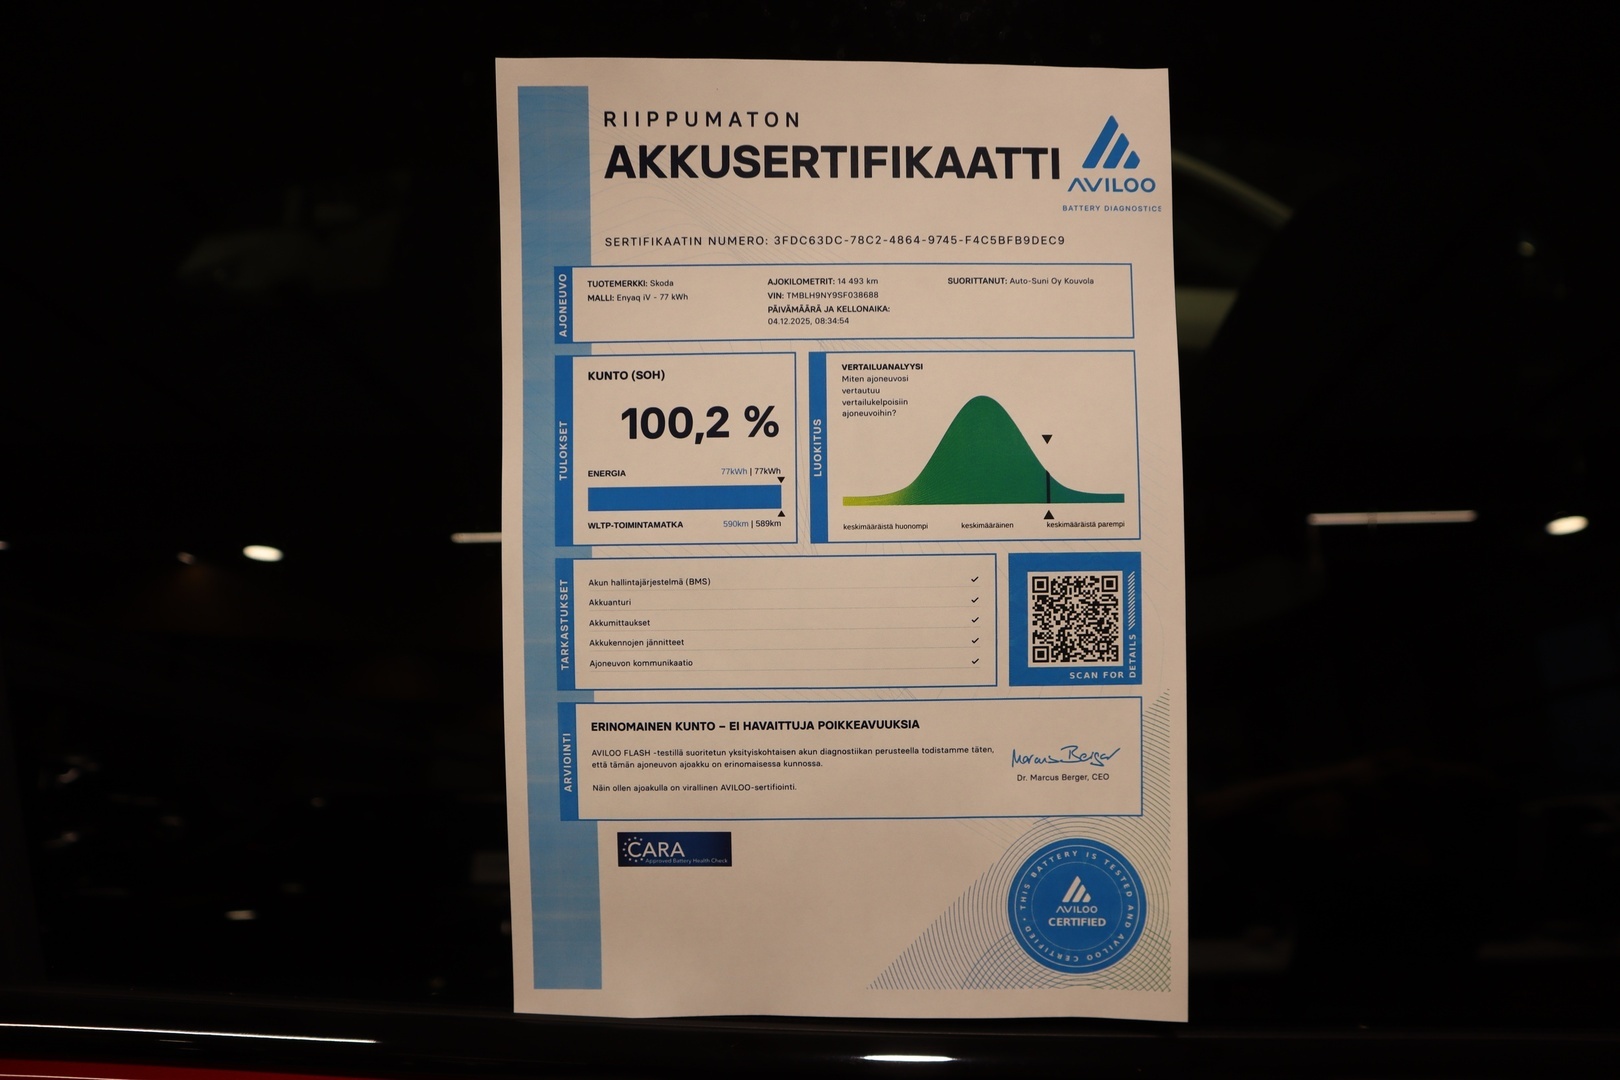 RIIPPUMATON
AKKUSERTIFIKAATTI
AVILOO
BATTERY DIAGNOSTICS
SERTIFIKAATIN NUMERO: 3FDC63DC-78C2-4864-9745-F4C5BFB9DEC9
AJONEUVO
TUOTEMERKKI: Skoda
MALLI: Enyaq iV - 77 kWh
AJOKILOMETRIT: 14 493 km
VIN: TMBLH9NY9SF038688
PÄIVÄMÄÄRÄ JA KELLONAIKA:
04.12.2025, 08:34:54
SUORITTANUT: Auto-Suni Oy Kouvola
TULOKSET
KUNTO (SOH)
100,2 %
ENERGIA
77kWh | 77kWh
WLTP-TOIMINTAMATKA
590km | 589km
LUOKITUS
VERTAILUANALYYSI
Miten ajoneuvosi
vertautuu
vertailukelpoisiin
ajoneuvoihin?
keskimääräistä huonompi
keskimääräinen
keskimääräistä parempi
TARKASTUKSET
Akun hallintajärjestelmä (BMS)
Akkuanturi
Akkumittaukset
Akkukennojen jännitteet
Ajoneuvon kommunikaatio
SCAN FOR
DETAILS
ARVIOINTI
ERINOMAINEN KUNTO – EI HAVAITTUJA POIKKEAVUUKSIA
AVILOO FLASH -testillä suoritetun yksityiskohtaisen akun diagnostiikan perusteella todistamme täten,
että tämän ajoneuvon ajoakku on erinomaisessa kunnossa.
Näin ollen ajoakulla on virallinen AVILOO-sertifiointi.
Marcus Berger
Dr. Marcus Berger, CEO
CARA
Approved Battery Health Check
THIS BATTERY IS TESTED AND AVILOO CERTIFIED
AVILOO
CERTIFIED